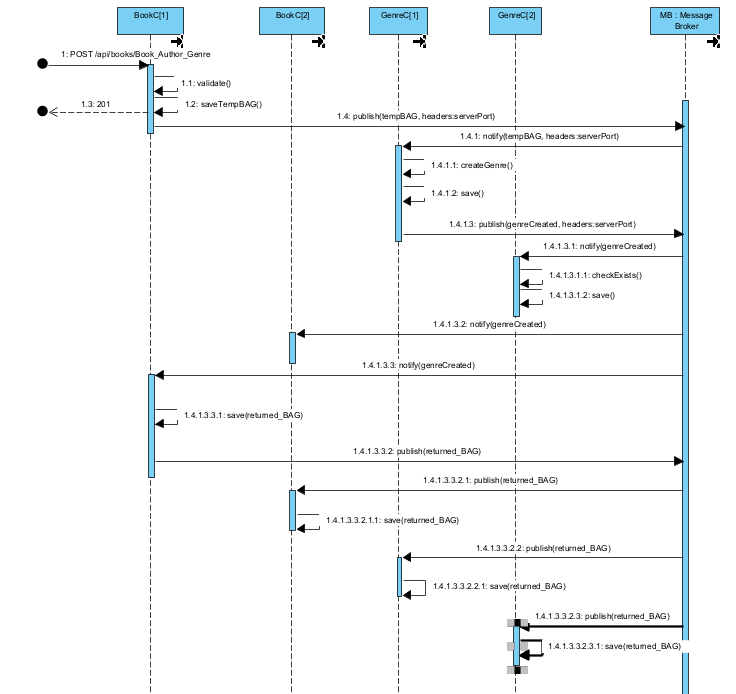 BookC[1]
BookC[2]
GenreC[1]
GenreC[2]
MB : Message
Broker
1: POST /api/books/Book_Author_Genre
1.1: validate()
1.2: saveTempBAG()
1.3: 201
1.4: publish(tempBAG, headers:serverPort)
1.4.1: notify(tempBAG, headers:serverPort)
1.4.1.1: createGenre()
1.4.1.2: save()
1.4.1.3: publish(genreCreated, headers:serverPort)
1.4.1.3.1: notify(genreCreated)
1.4.1.3.1.1: checkExists()
1.4.1.3.1.2: save()
1.4.1.3.2: notify(genreCreated)
1.4.1.3.3: notify(genreCreated)
1.4.1.3.3.1: save(returned_BAG)
1.4.1.3.3.2: publish(returned_BAG)
1.4.1.3.3.2.1: publish(returned_BAG)
1.4.1.3.3.2.1.1: save(returned_BAG)
1.4.1.3.3.2.2: publish(returned_BAG)
1.4.1.3.3.2.2.1: save(returned_BAG)
1.4.1.3.3.2.3: publish(returned_BAG)
1.4.1.3.3.2.3.1: save(returned_BAG)